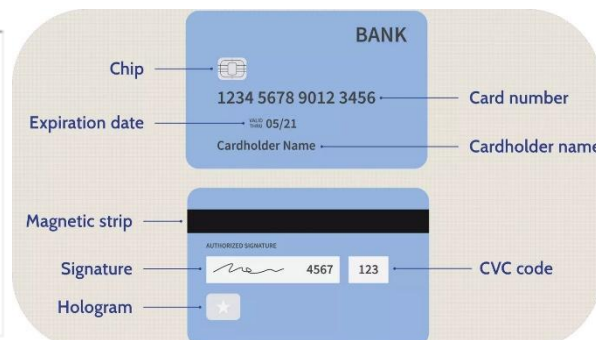 BANK
Chip
1234 5678 9012 3456
Card number
Expiration date
VALID
THRU
05/21
Cardholder Name
Cardholder name
Magnetic strip
AUTHORIZED SIGNATURE
Signature
4567
123
CVC code
Hologram